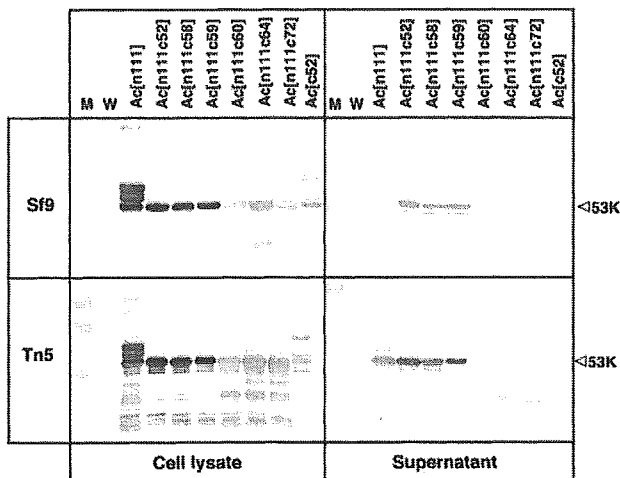 M W Ac[n111] Ac[n111c52] Ac[n111c58] Ac[n111c59] Ac[n111c60] Ac[n111c64] Ac[n111c72] Ac[c52] M W Ac[n111] Ac[n111c52] Ac[n111c58] Ac[n111c59] Ac[n111c60] Ac[n111c64] Ac[n111c72] Ac[c52]
Sf9 ◁53K
Tn5 ◁53K
Cell lysate Supernatant